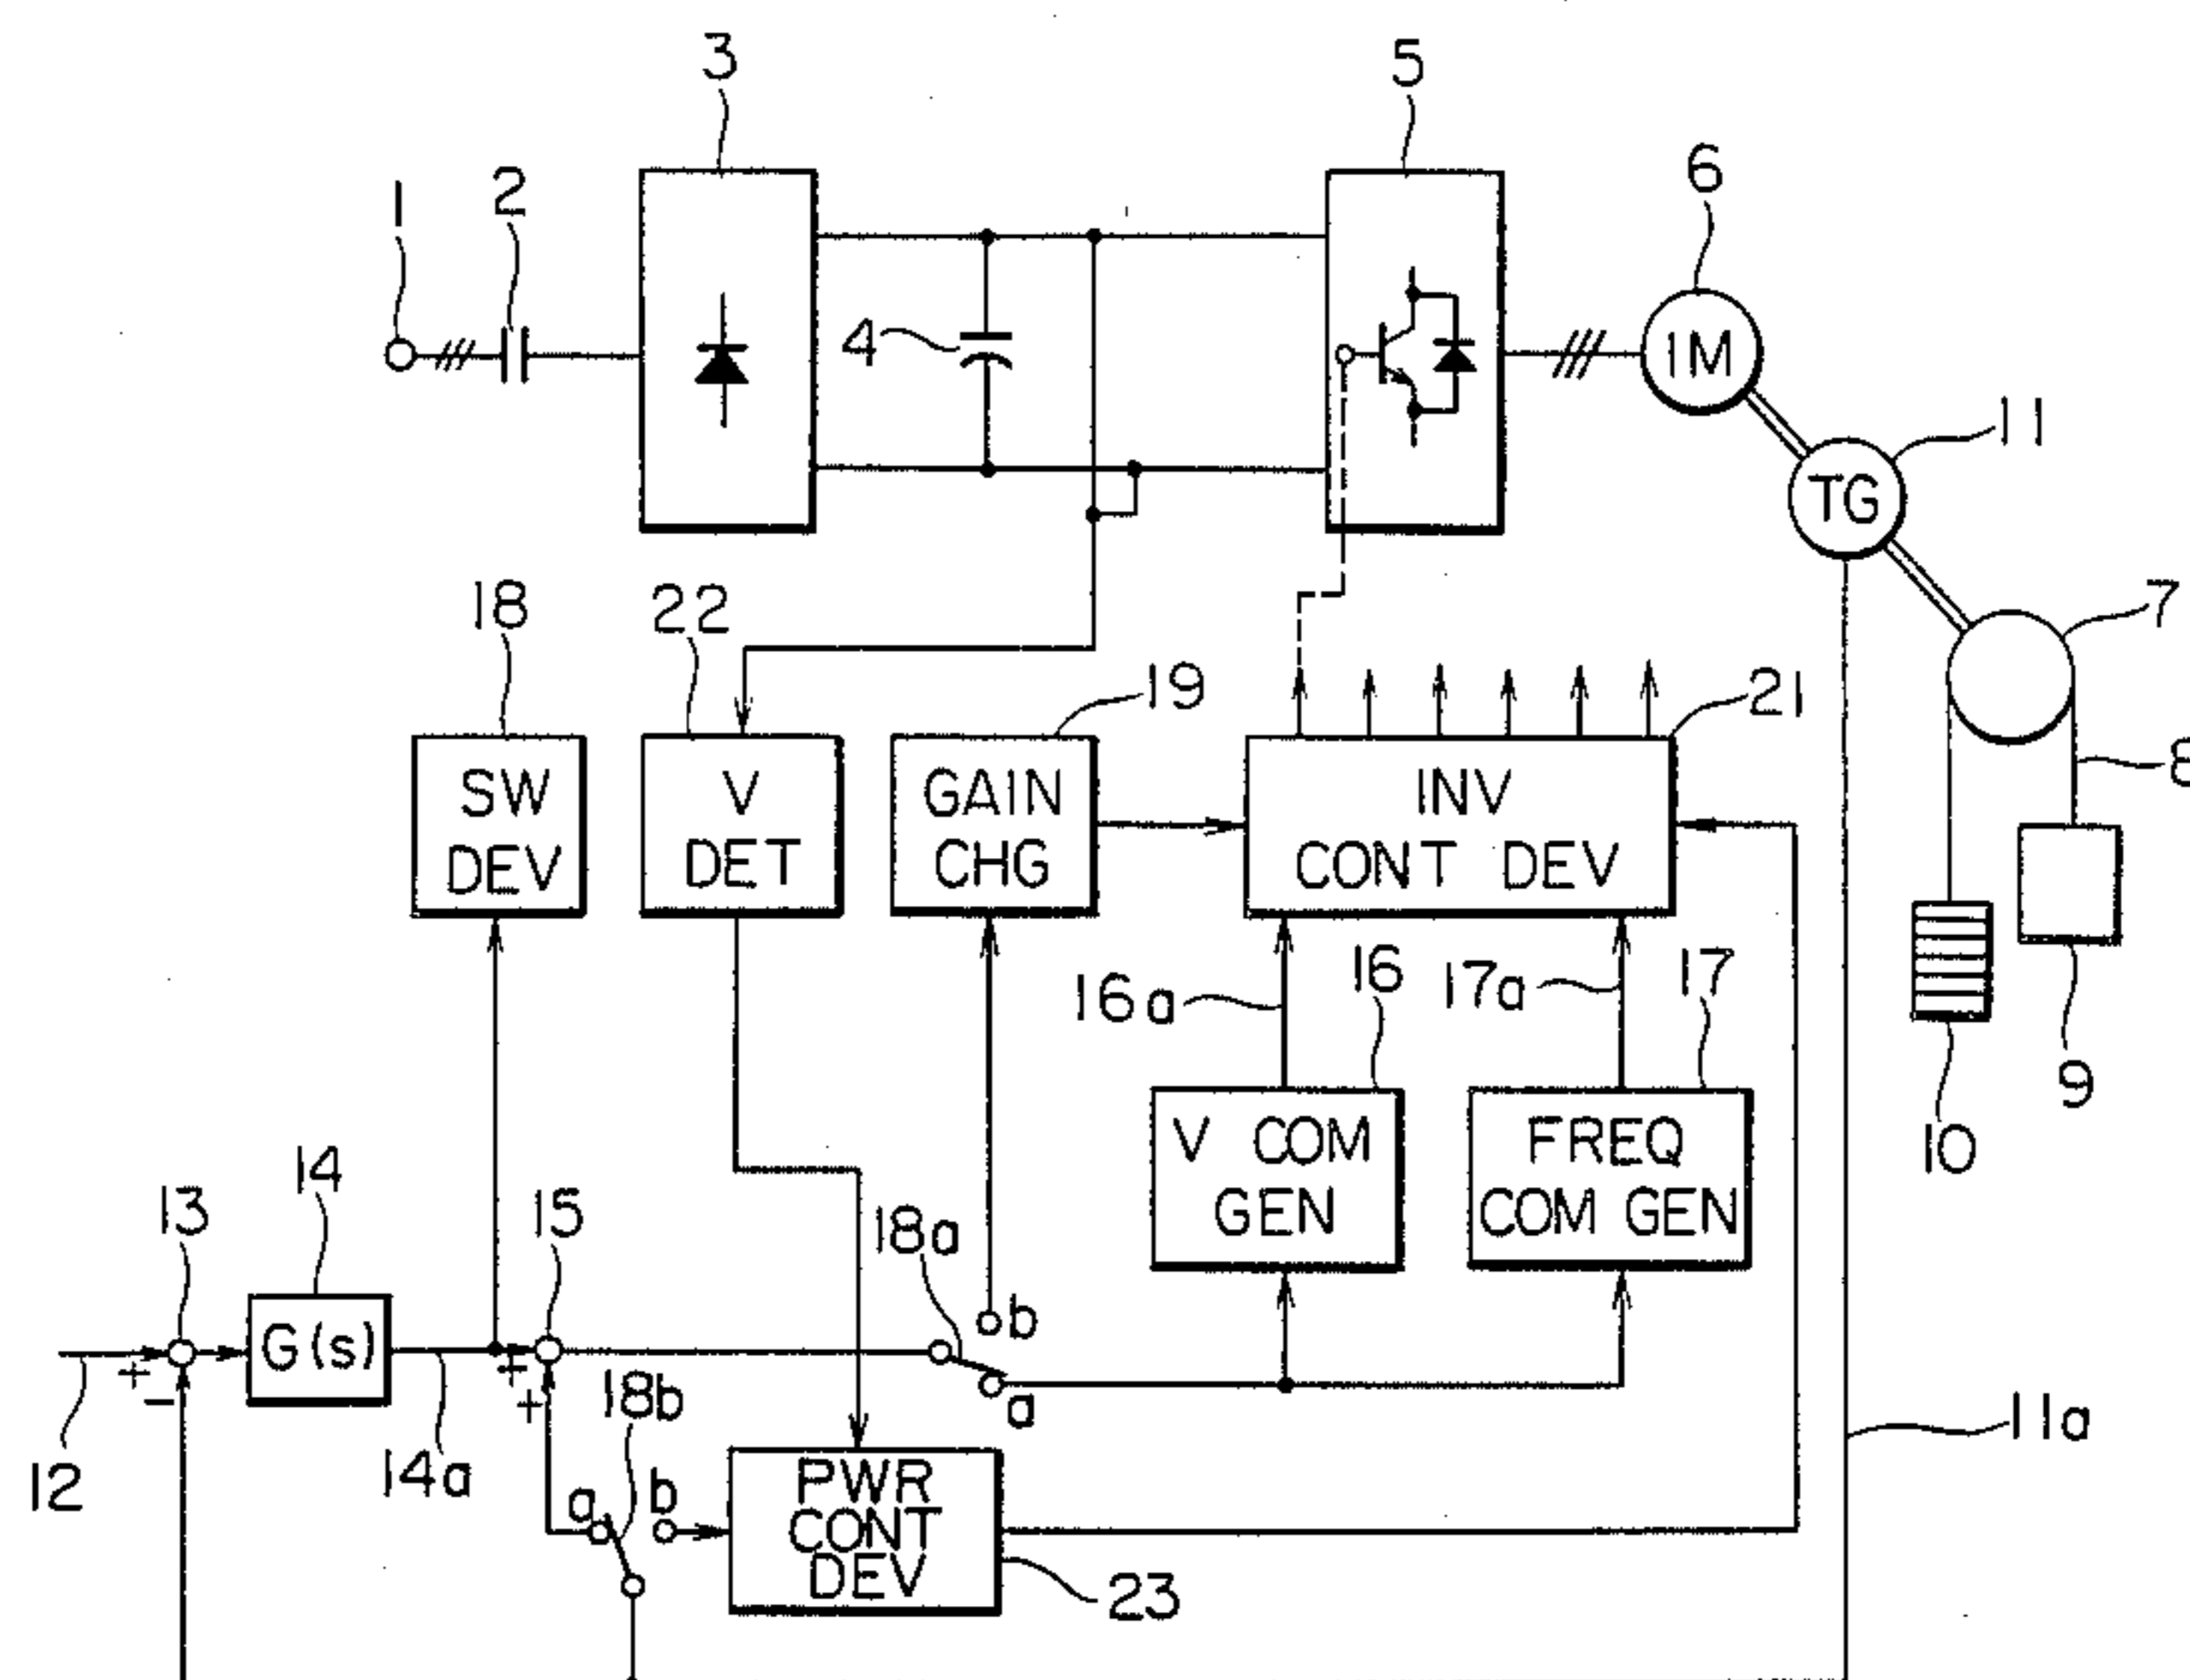 3
5
1
2
6
4
IM
11
TG
7
18
22
19
21
8
SW
DEV
V
DET
GAIN
CHG
INV
CONT DEV
16a
16
17a
17
9
10
V COM
GEN
FREQ
COM GEN
13
14
15
18a
b
G(s)
+
-
+
+
18b
a
11a
12
14a
a
b
PWR
CONT
DEV
23